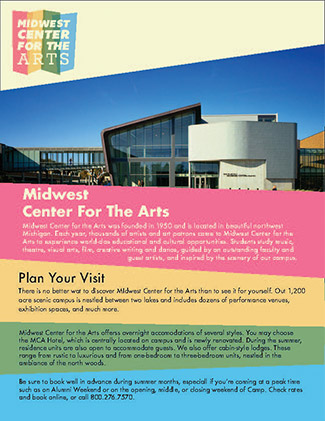 MIDWEST
CENTER
FOR THE
ARTS
Midwest
Center For The Arts
Midwest Center for the Arts was founded in 1950 and is located in beautiful northwest
Michigan. Each year, thousands of artists and art patrons come to Midwest Center for the
Arts to experience world-class educational and cultural opportunities. Students study music,
theatre, visual arts, film, creative writing and dance, guided by an outstanding faculty and
guest artists, and inspired by the scenery of our campus.
Plan Your Visit
There is no better wat to discover Midwest Center for the Arts than to see it for yourself. Out 1,200
acre scenic campus is nestled between two lakes and includes dozens of performance venues,
exhibition spaces, and much more.
Midwest Center for the Arts offerss overnight accomodations of several styles. You may choose
the MCA Hotel, which is centrally located on campus and is newly renovated. During the summer,
residence units are also open to accommodate guests. We also offer cabin-style lodges. These
range from rustic to luxurious and from one-bedroom to three-bedroom units, nestled in the
ambiance of the north woods.
Be sure to book well in advance during summer months, especiall if you're coming at a peak time
such as an Alumni Weekend or on the opening, middle, or closing weekend of Camp. Check rates
and book online, or call 800.276.7570.